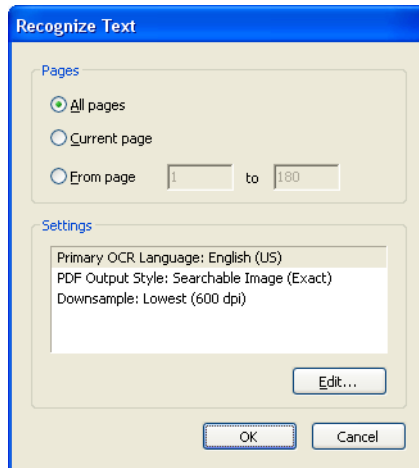 Recognize Text
Pages
All pages
Current page
From page 1 to 180
Settings
Primary OCR Language: English (US)
PDF Output Style: Searchable Image (Exact)
Downsample: Lowest (600 dpi)
Edit...
OK Cancel